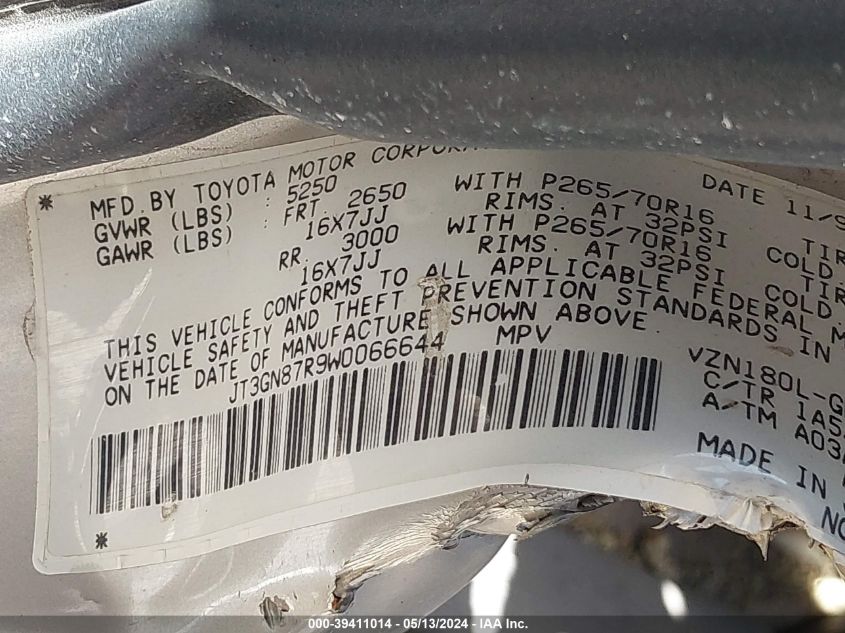 MFD. BY TOYOTA MOTOR DATE 11/9
GVWR (LBS) : 5250
GAWR (LBS) : FRT. 2650 WITH P265/70R16 TIR
16X7JJ RIMS. AT 32PSI COLD.
RR. 3000 WITH P265/70R16 TIR
16X7JJ RIMS. AT 32PSI COLD.
THIS VEHICLE CONFORMS TO ALL APPLICABLE FEDERAL M
VEHICLE SAFETY AND THEFT PREVENTION STANDARDS IN
ON THE DATE OF MANUFACTURE SHOWN ABOVE.
JT3GN87R9W0066644 MPV
VZN180L-G
C/TR 1A5
A/TM A03
MADE IN
NO
000-39411014 | 05/13/2024 - IAA Inc.